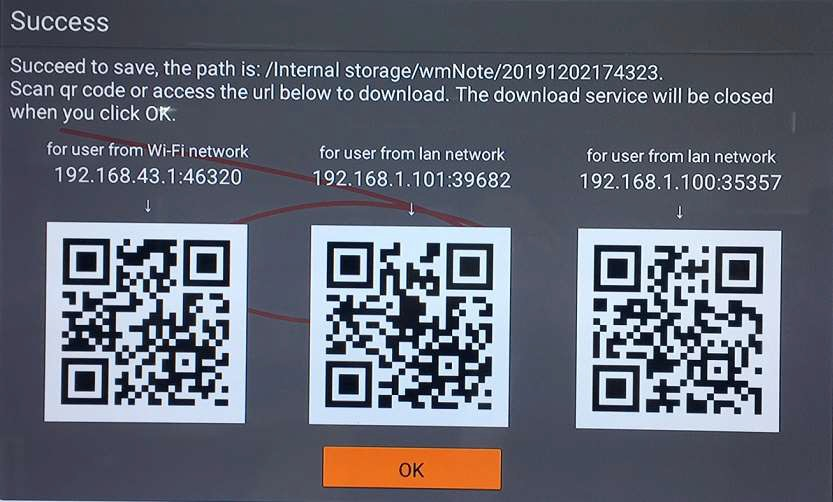 Success
Succeed to save, the path is: /Internal storage/wmNote/20191202174323.
Scan qr code or access the url below to download. The download service will be closed
when you click OK.
for user from Wi-Fi network
192.168.43.1:46320
↓
for user from lan network
192.168.1.101:39682
↓
for user from lan network
192.168.1.100:35357
↓
OK